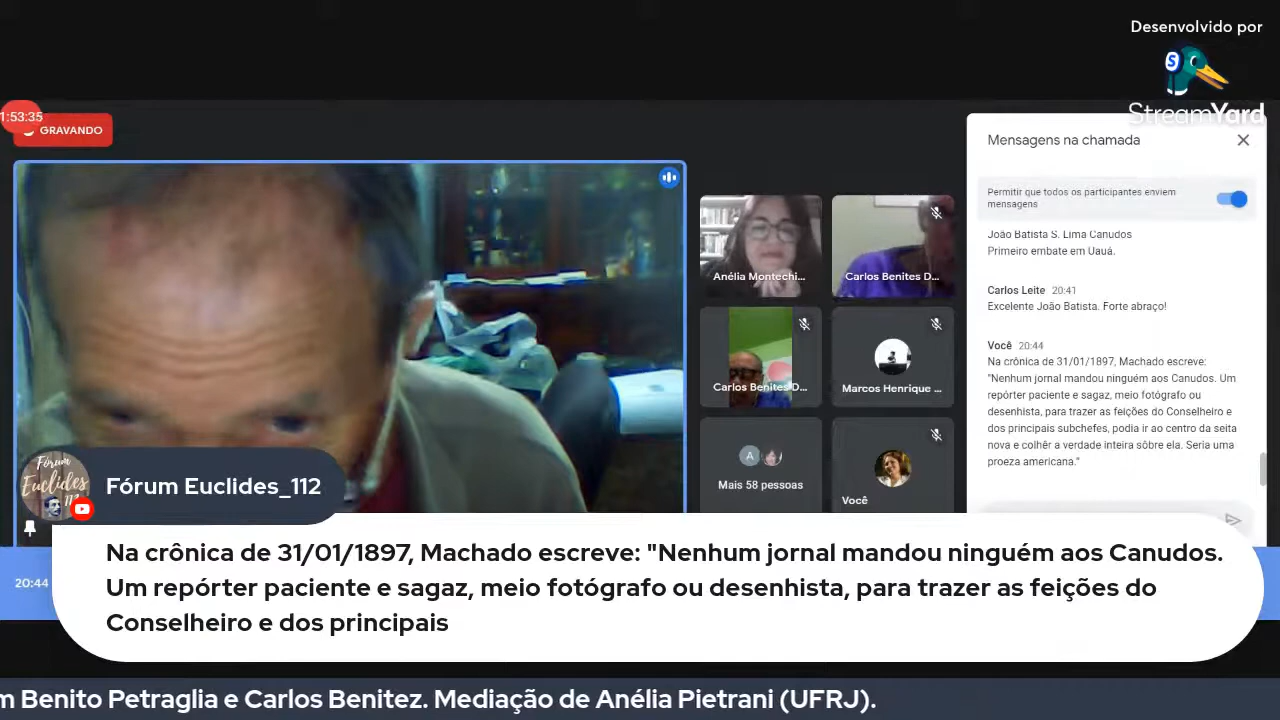 Desenvolvido por
StreamYard
1:53:35
GRAVANDO
Mensagens na chamada
Permitir que todos os participantes enviem
mensagens
João Batista S. Lima Canudos
Primeiro embate em Uauá.
Carlos Leite 20:41
Excelente João Batista. Forte abraço!
Você 20:44
Na crônica de 31/01/1897, Machado escreve:
"Nenhum jornal mandou ninguém aos Canudos. Um
repórter paciente e sagaz, meio fotógrafo ou
desenhista, para trazer as feições do Conselheiro e
dos principais subchefes, podia ir ao centro da seita
nova e colhêr a verdade inteira sôbre ela. Seria uma
proeza americana."
Anélia Montechi...
Carlos Benites D...
Carlos Benites D...
Marcos Henrique ...
A
Mais 58 pessoas
Você
Fórum
Euclides
112
Fórum Euclides_112
20:44
Na crônica de 31/01/1897, Machado escreve: "Nenhum jornal mandou ninguém aos Canudos.
Um repórter paciente e sagaz, meio fotógrafo ou desenhista, para trazer as feições do
Conselheiro e dos principais
m Benito Petraglia e Carlos Benitez. Mediação de Anélia Pietrani (UFRJ).